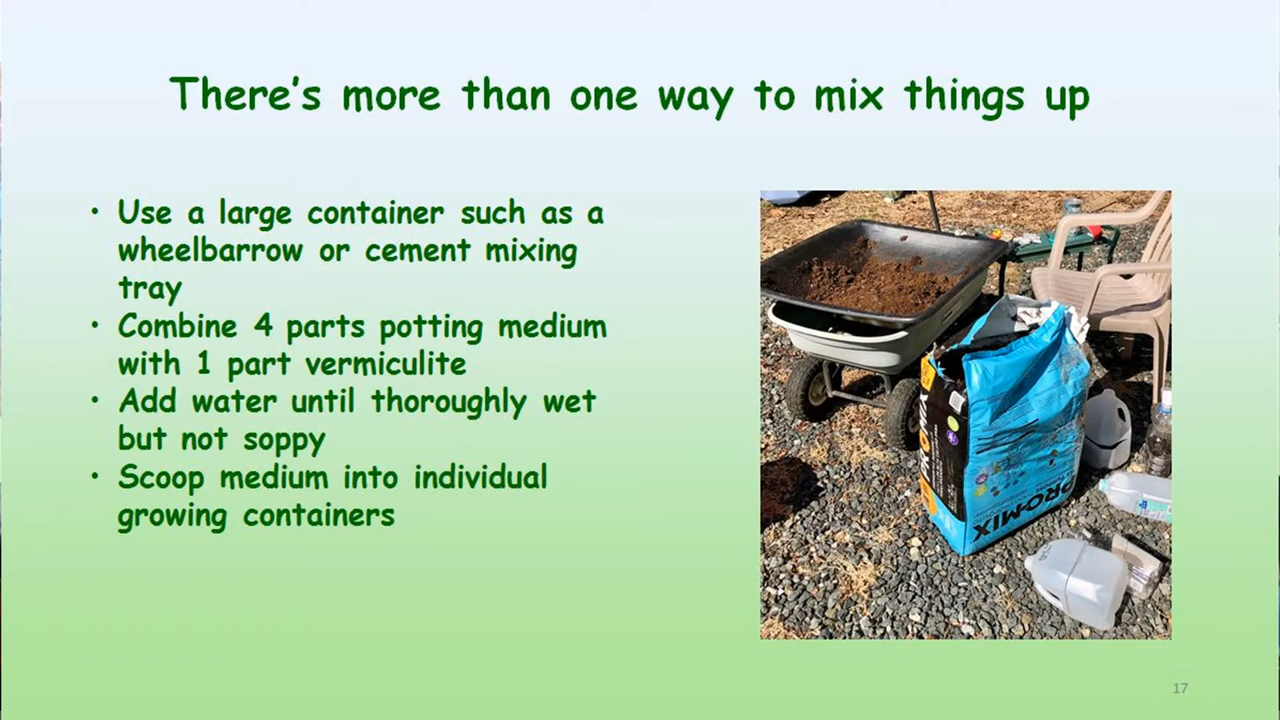 There's more than one way to mix things up
• Use a large container such as a
wheelbarrow or cement mixing
tray
• Combine 4 parts potting medium
with 1 part vermiculite
• Add water until thoroughly wet
but not soppy
• Scoop medium into individual
growing containers
PRO-MIX
17